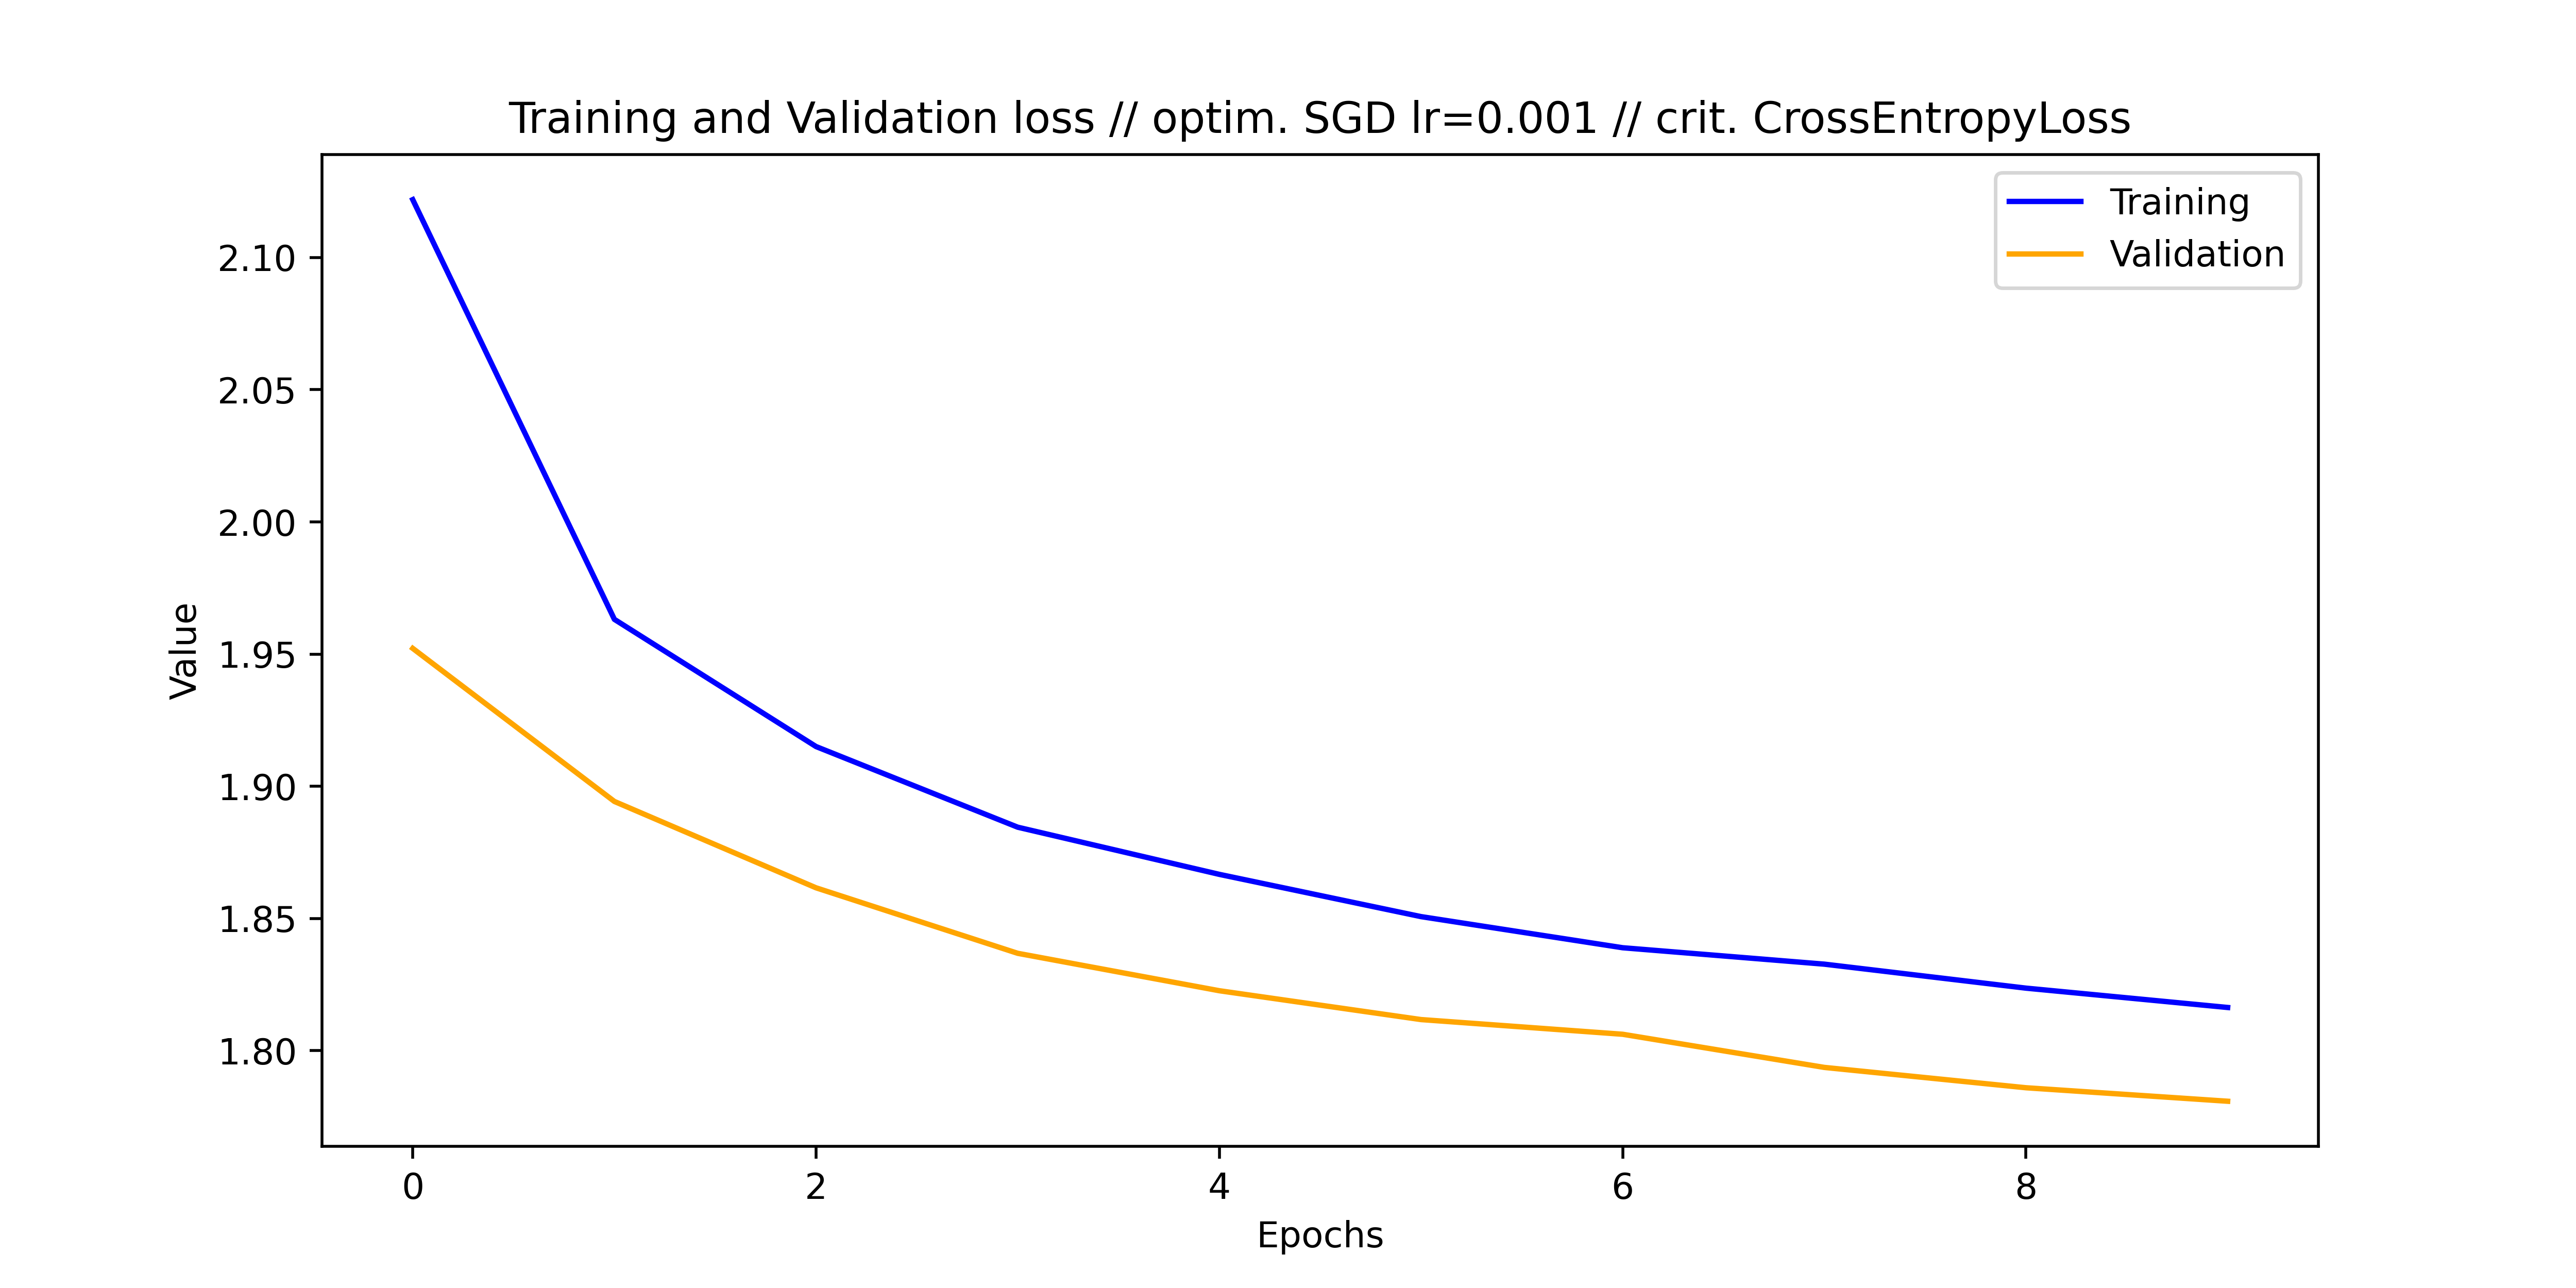 Training and Validation loss // optim. SGD lr=0.001 // crit. CrossEntropyLoss
Training
Validation
2.10
2.05
2.00
1.95
1.90
1.85
1.80
Value
0 2 4 6 8
Epochs